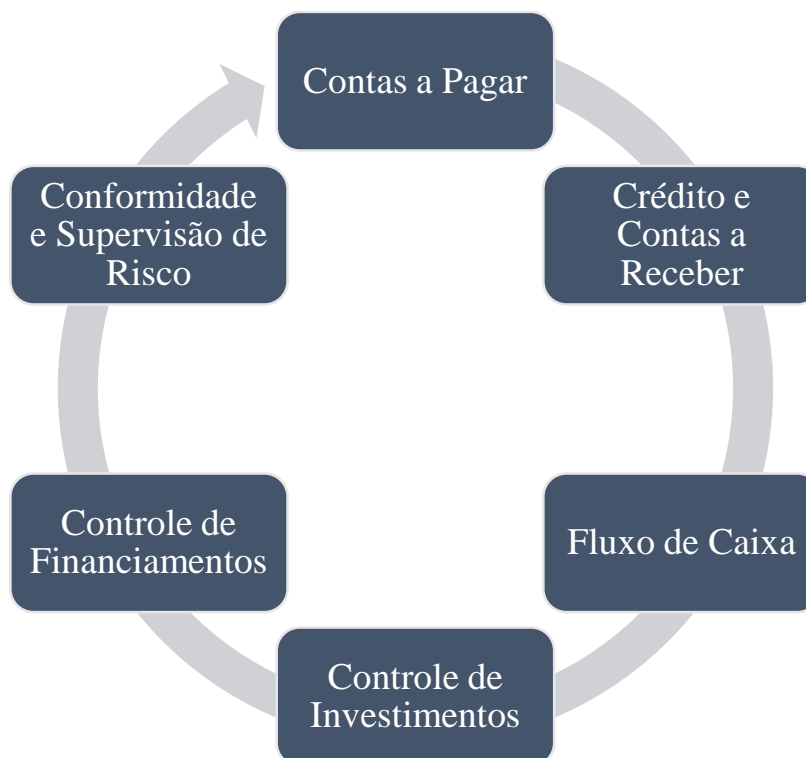 Contas a Pagar
Crédito e
Contas a
Receber
Fluxo de Caixa
Controle de
Investimentos
Controle de
Financiamentos
Conformidade
e Supervisão de
Risco